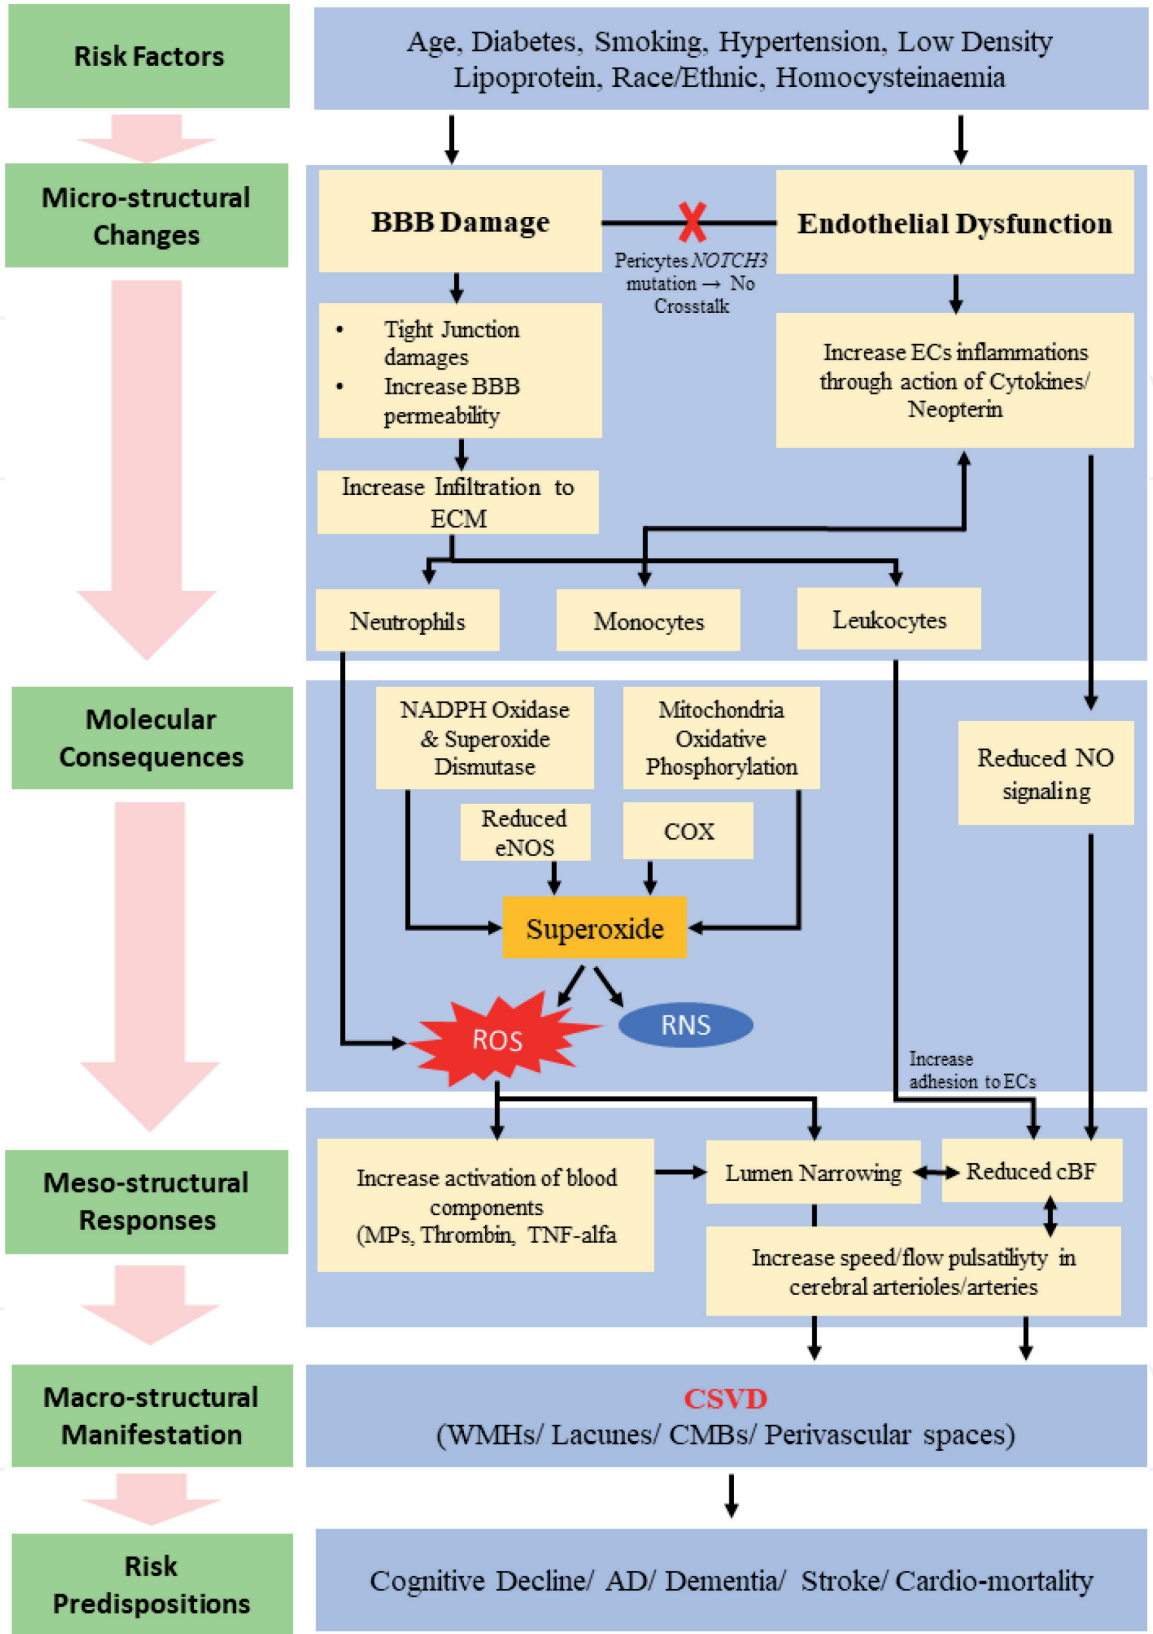 Risk Factors
Age, Diabetes, Smoking, Hypertension, Low Density
Lipoprotein, Race/Ethnic, Homocysteinaemia
Micro-structural
Changes
BBB Damage
Endothelial Dysfunction
Pericytes NOTCH3
mutation → No
Crosstalk
• Tight Junction
damages
• Increase BBB
permeability
Increase ECs inflammations
through action of Cytokines/
Neopterin
Increase Infiltration to
ECM
Neutrophils
Monocytes
Leukocytes
Molecular
Consequences
NADPH Oxidase
& Superoxide
Dismutase
Mitochondria
Oxidative
Phosphorylation
Reduced NO
signaling
Reduced
eNOS
COX
Superoxide
ROS
RNS
Increase
adhesion to ECs
Meso-structural
Responses
Increase activation of blood
components
(MPs, Thrombin, TNF-alfa
Lumen Narrowing
Reduced cBF
Increase speed/flow pulsatiliyty in
cerebral arterioles/arteries
Macro-structural
Manifestation
CSVD
(WMHs/ Lacunes/ CMBs/ Perivascular spaces)
Risk
Predispositions
Cognitive Decline/ AD/ Dementia/ Stroke/ Cardio-mortality